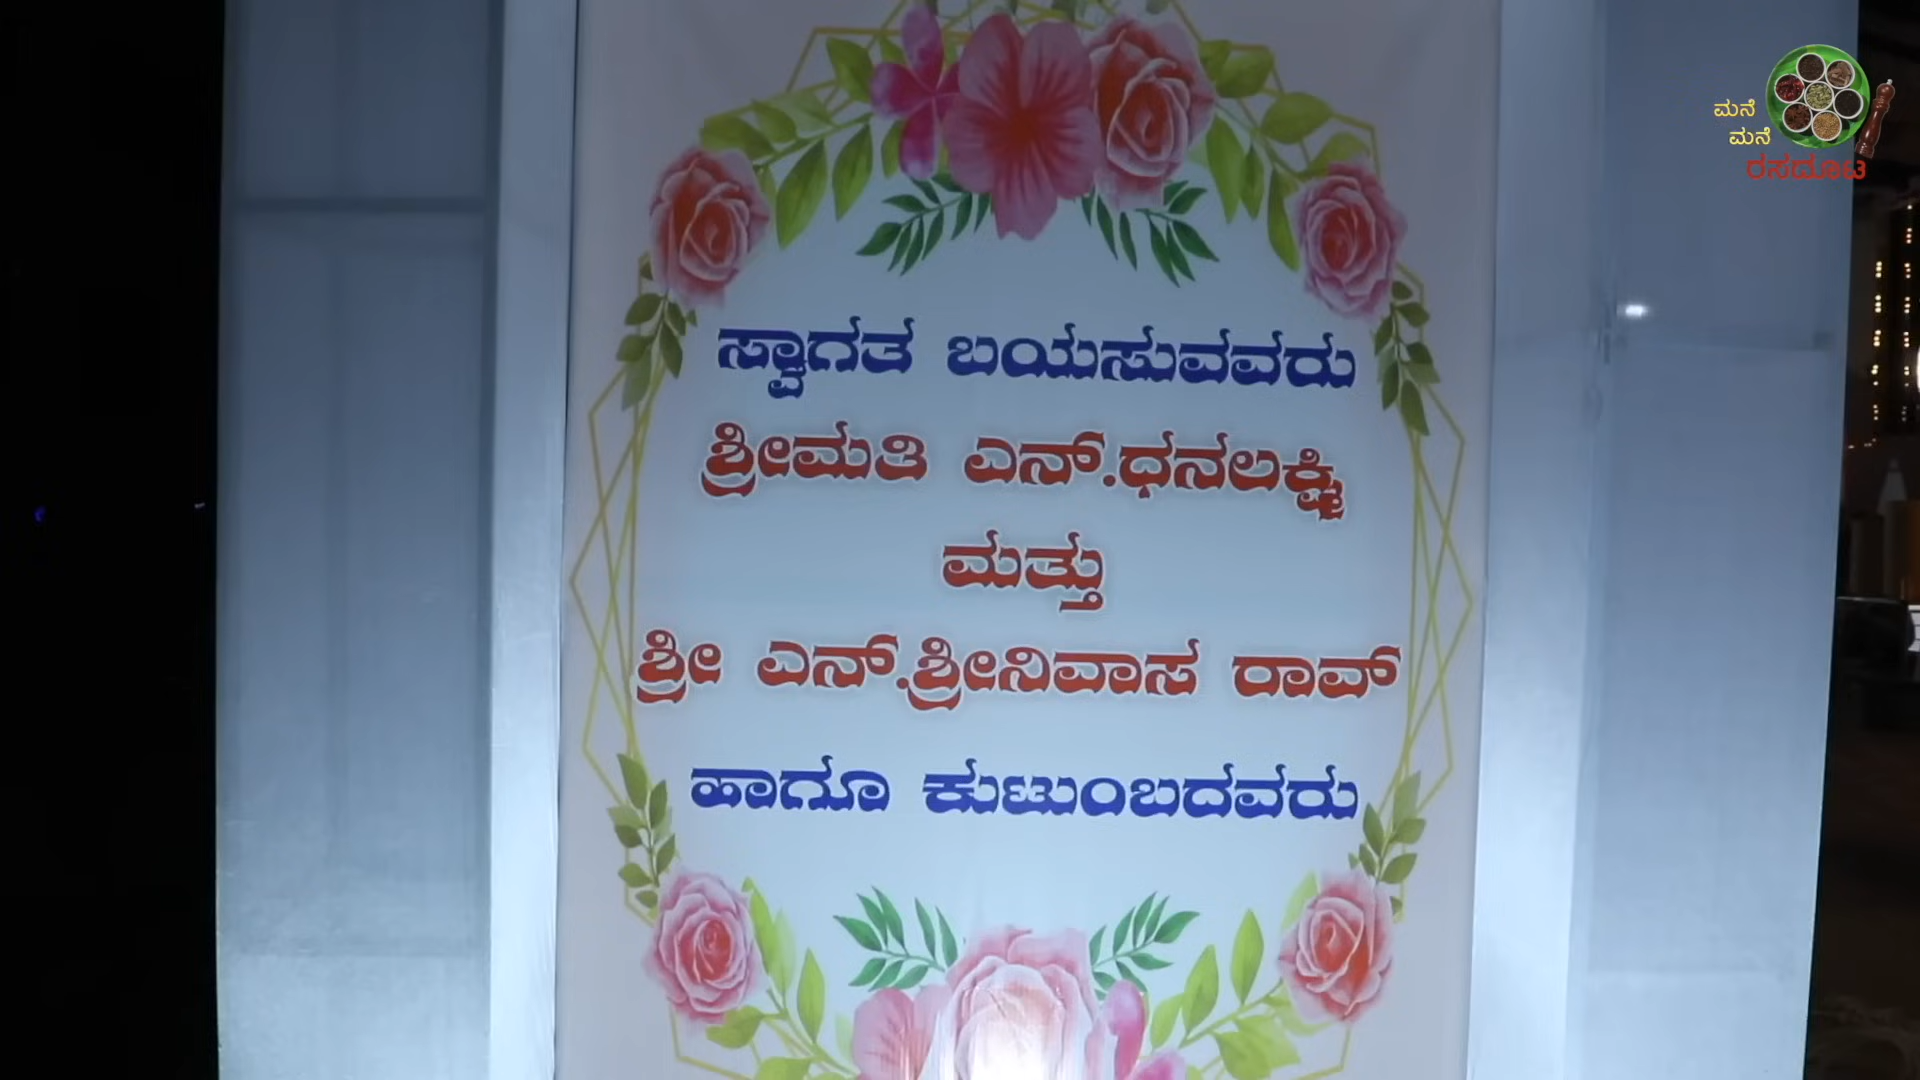 ಮನೆ
ಮನೆ
ರಸದೂಟ
ಸ್ವಾಗತ ಬಯಸುವವರು
ಶ್ರೀಮತಿ ಎನ್.ಧನಲಕ್ಷ್ಮಿ
ಮತ್ತು
ಶ್ರೀ ಎನ್.ಶ್ರೀನಿವಾಸ ರಾವ್
ಹಾಗೂ ಕುಟುಂಬದವರು